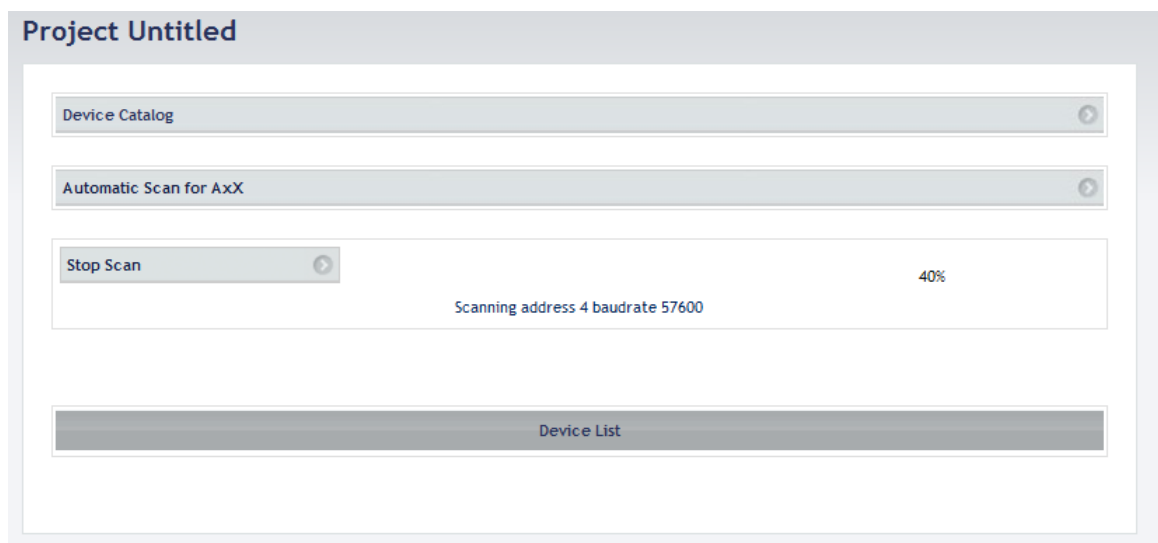 Project Untitled
Device Catalog
Automatic Scan for AxX
Stop Scan
40%
Scanning address 4 baudrate 57600
Device List